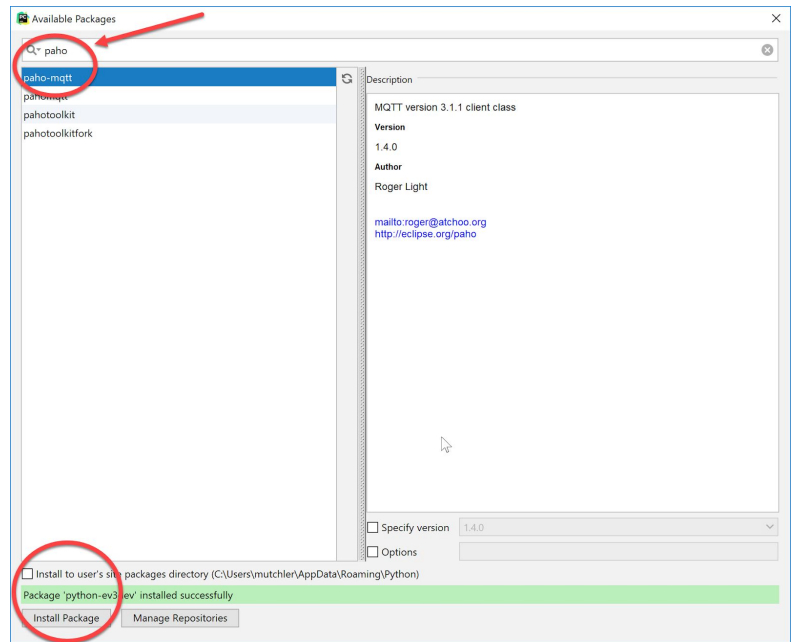 PC Available Packages
paho
paho-mqtt
pahomqtt
pahotoolkit
pahotoolkitfork
Description
MQTT version 3.1.1 client class
Version
1.4.0
Author
Roger Light
mailto:roger@atchoo.org
http://eclipse.org/paho
Specify version 1.4.0
Options
Install to user's site packages directory (C:\Users\mutchler\AppData\Roaming\Python)
Package 'python-ev3dev' installed successfully
Install Package Manage Repositories